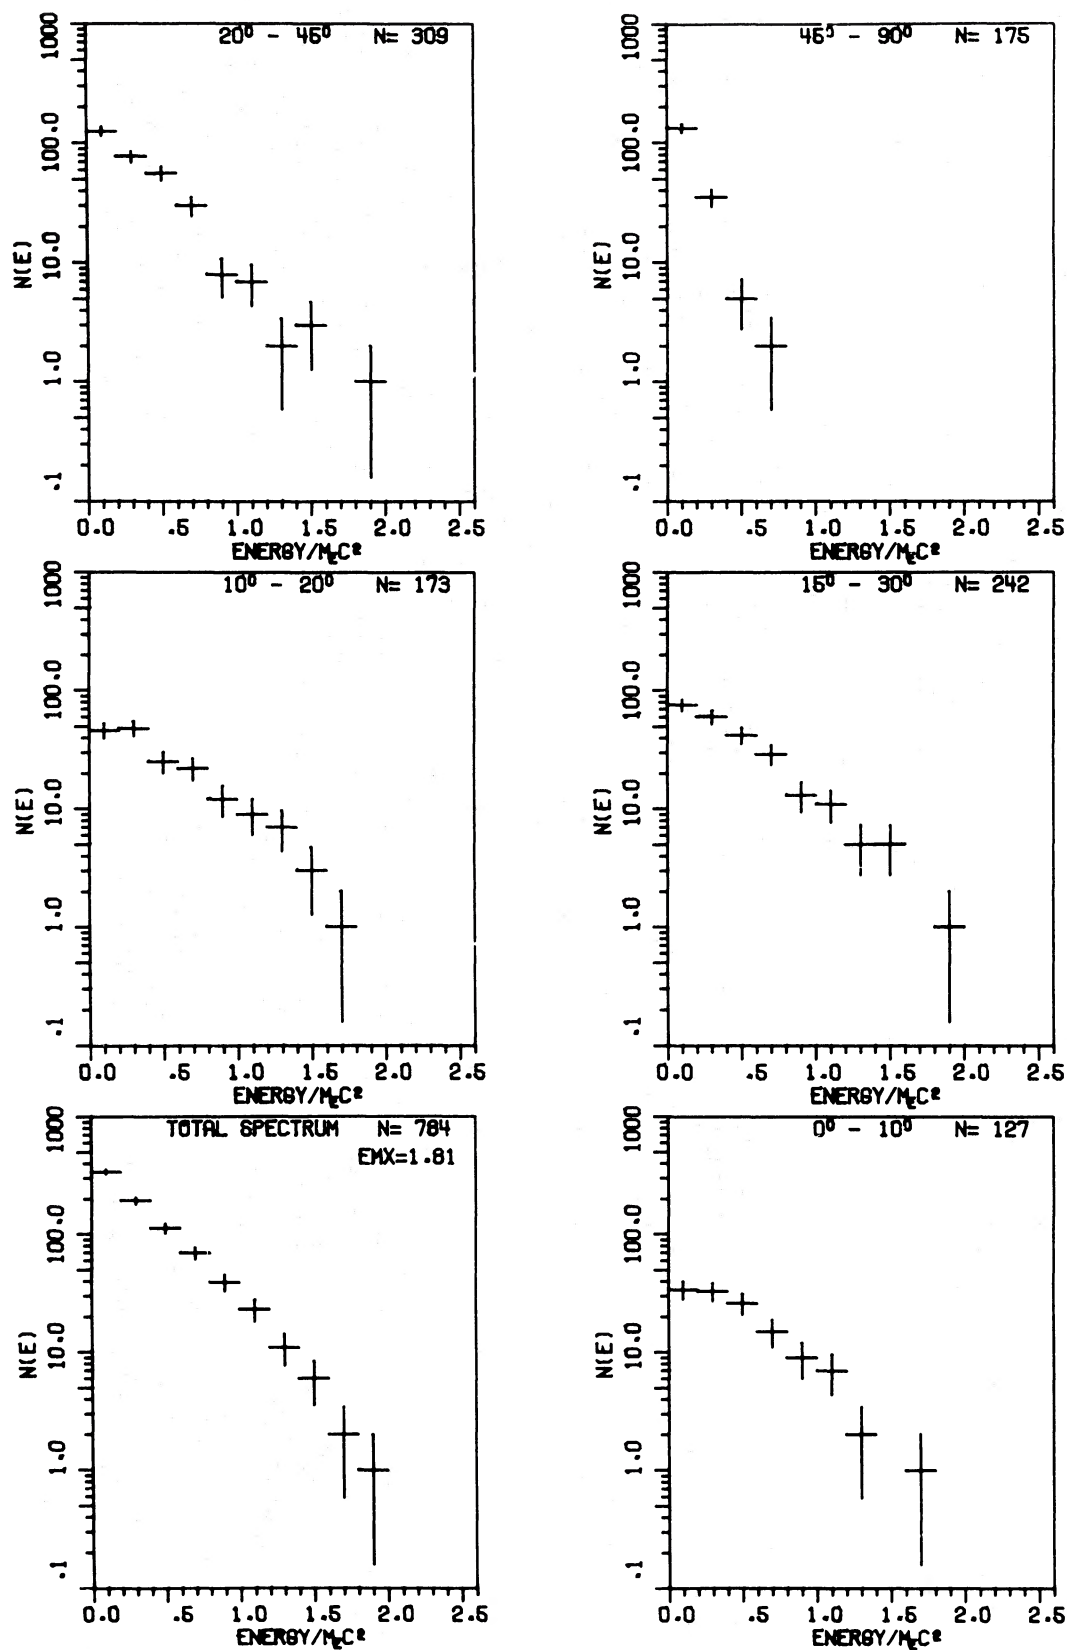 20⁰ - 45⁰ N= 309
1000
100.0
10.0
1.0
.1
N(E)
0.0 .5 1.0 1.5 2.0 2.5
ENERGY/MₑC²
45⁰ - 90⁰ N= 175
1000
100.0
10.0
1.0
.1
N(E)
0.0 .5 1.0 1.5 2.0 2.5
ENERGY/MₑC²
10⁰ - 20⁰ N= 173
1000
100.0
10.0
1.0
.1
N(E)
0.0 .5 1.0 1.5 2.0 2.5
ENERGY/MₑC²
15⁰ - 30⁰ N= 242
1000
100.0
10.0
1.0
.1
N(E)
0.0 .5 1.0 1.5 2.0 2.5
ENERGY/MₑC²
TOTAL SPECTRUM N= 784
EMX=1.81
1000
100.0
10.0
1.0
.1
N(E)
0.0 .5 1.0 1.5 2.0 2.5
ENERGY/MₑC²
0⁰ - 10⁰ N= 127
1000
100.0
10.0
1.0
.1
N(E)
0.0 .5 1.0 1.5 2.0 2.5
ENERGY/MₑC²